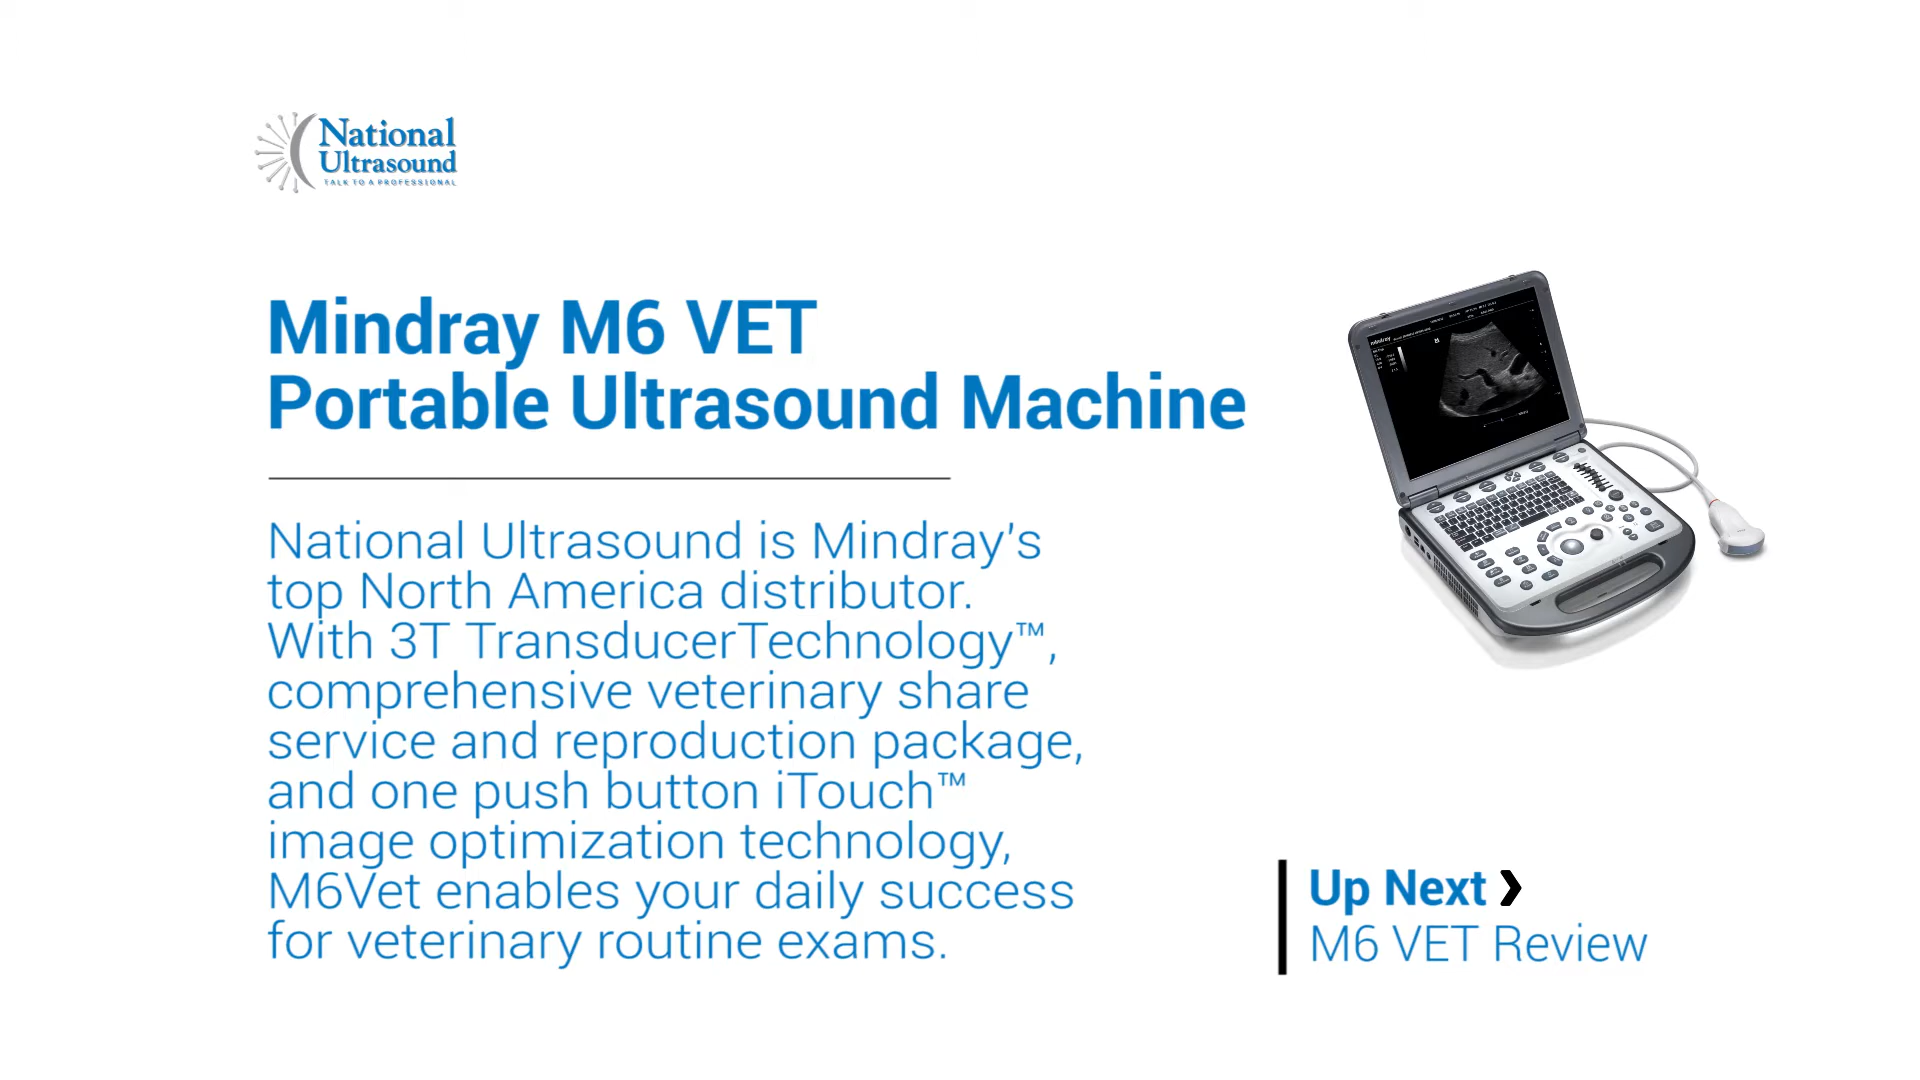 National
Ultrasound
TALK TO A PROFESSIONAL
Mindray M6 VET
Portable Ultrasound Machine
National Ultrasound is Mindray's
top North America distributor.
With 3T TransducerTechnology™,
comprehensive veterinary share
service and reproduction package,
and one push button iTouch™
image optimization technology,
M6Vet enables your daily success
for veterinary routine exams.
mindray
Up Next ❯
M6 VET Review